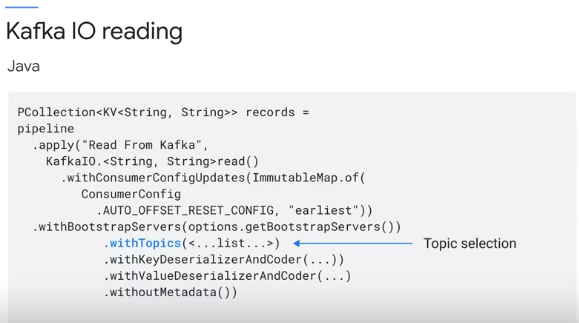 Kafka IO reading
Java
PCollection<KV<String, String>> records =
pipeline
.apply("Read From Kafka",
KafkaIO.<String, String>read()
.withConsumerConfigUpdates(ImmutableMap.of(
ConsumerConfig
.AUTO_OFFSET_RESET_CONFIG, "earliest"))
.withBootstrapServers(options.getBootstrapServers())
.withTopics(<...list...>) Topic selection
.withKeyDeserializerAndCoder(...))
.withValueDeserializerAndCoder(...)
.withoutMetadata())